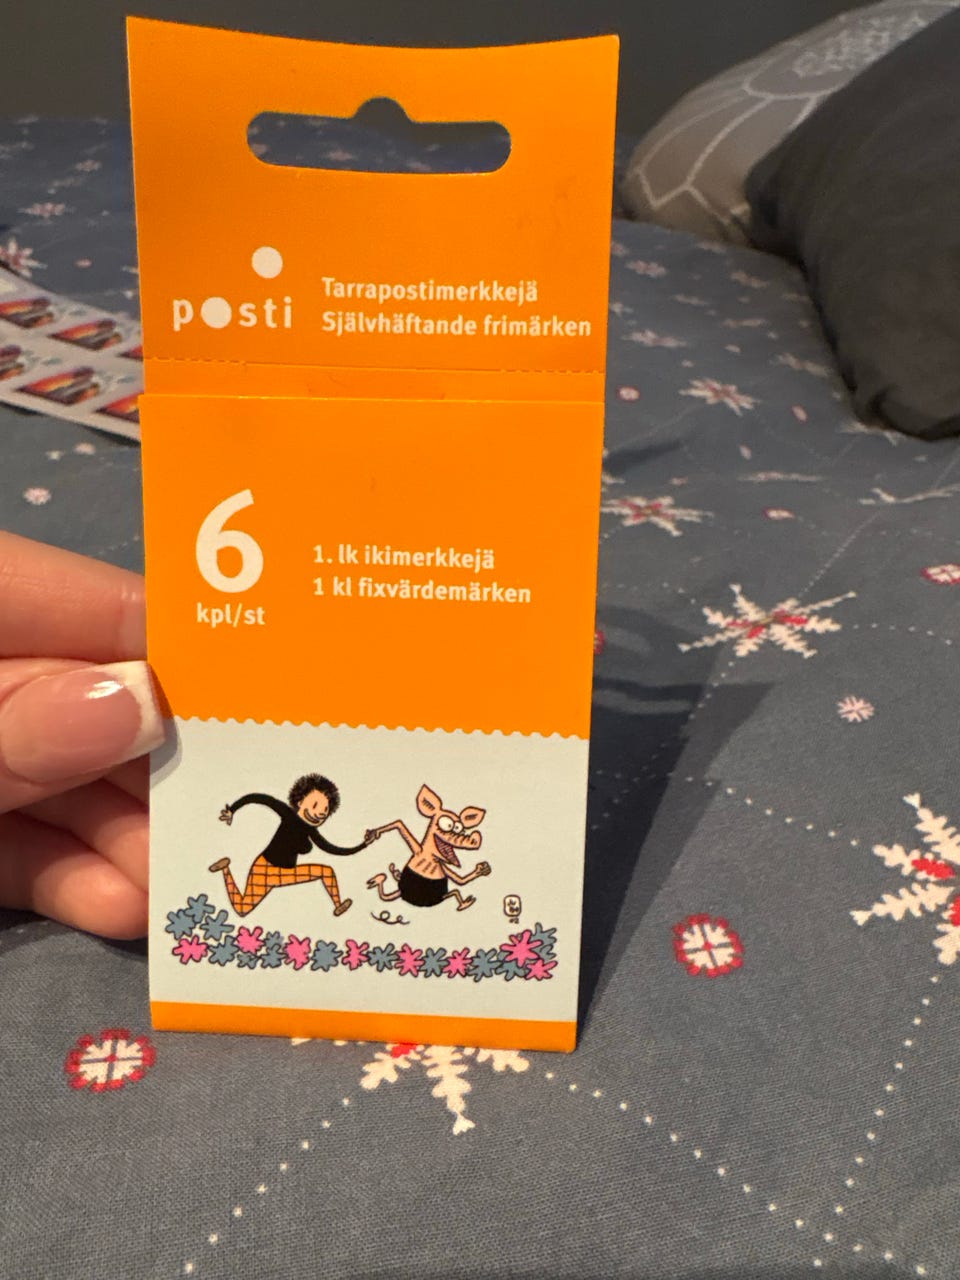 posti
Tarrapostimerkkejä
Självhäftande frimärken
6
kpl/st
1. lk ikimerkkejä
1 kl fixvärdemärken